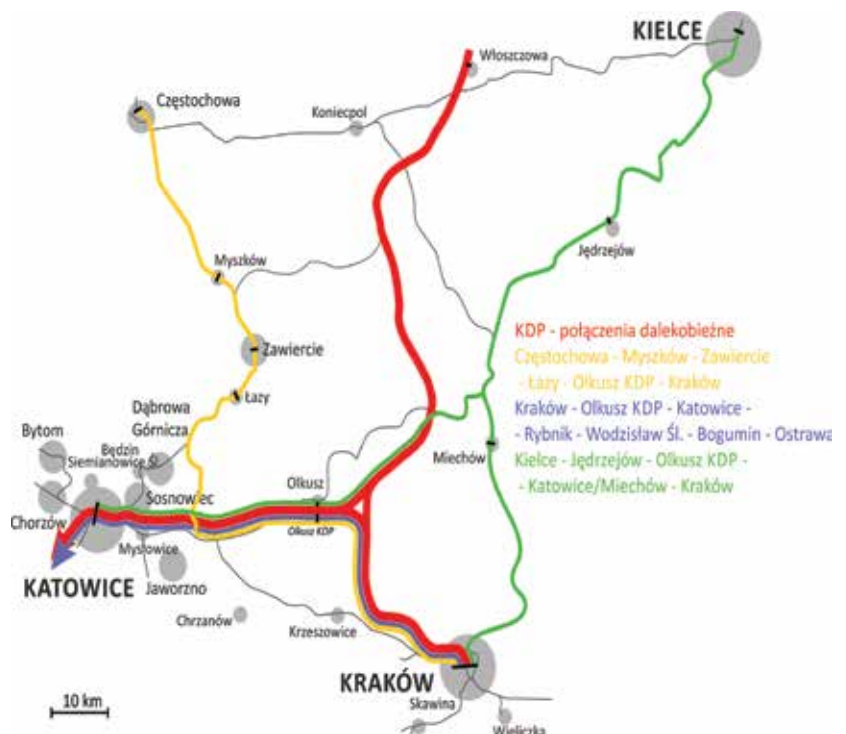 KIELCE
Włoszczowa
Częstochowa
Koniecpol
Jędrzejów
Myszków
KDP - połączenia dalekobieżne
Częstochowa - Myszków - Zawiercie
- Łazy - Olkusz KDP - Kraków
Kraków - Olkusz KDP - Katowice -
- Rybnik - Wodzisław Śl. - Bogumin - Ostrawa
Kielce - Jędrzejów - Olkusz KDP -
- Katowice/Miechów - Kraków
Zawiercie
Łazy
Dąbrowa
Górnicza
Bytom
Będzin
Siemianowice Śl.
Miechów
Olkusz
Sosnowiec
Chorzów
Olkusz KDP
Mysłowice
KATOWICE
Jaworzno
Chrzanów
Krzeszowice
KRAKÓW
10 km
Skawina
Wieliczka